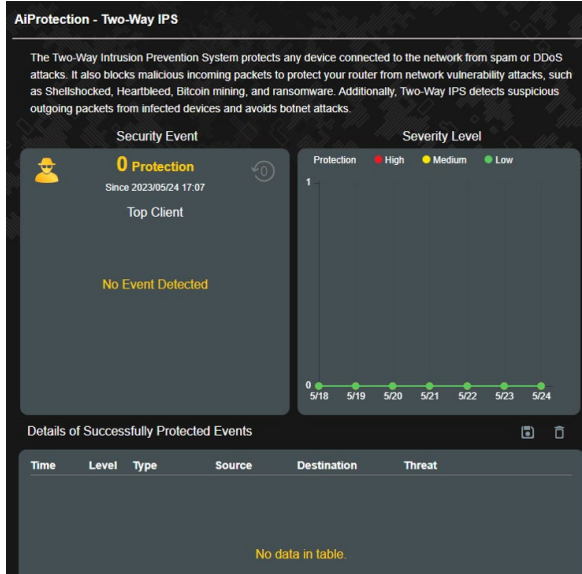 AiProtection - Two-Way IPS
The Two-Way Intrusion Prevention System protects any device connected to the network from spam or DDoS
attacks. It also blocks malicious incoming packets to protect your router from network vulnerability attacks, such
as Shellshocked, Heartbleed, Bitcoin mining, and ransomware. Additionally, Two-Way IPS detects suspicious
outgoing packets from infected devices and avoids botnet attacks.
Security Event
0 Protection
0
Since 2023/05/24 17:07
Top Client
No Event Detected
Severity Level
Protection High Medium Low
1
0
5/18 5/19 5/20 5/21 5/22 5/23 5/24
Details of Successfully Protected Events
Time Level Type Source Destination Threat
No data in table.